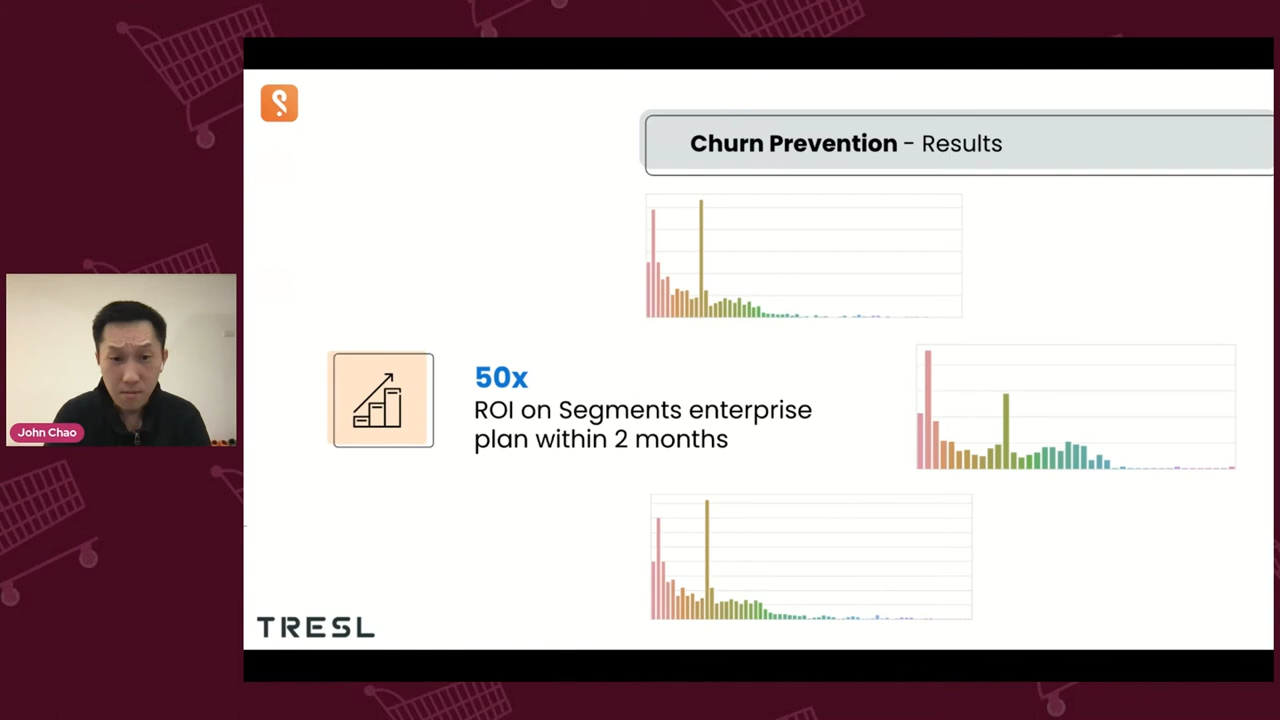 Churn Prevention - Results
50x
ROI on Segments enterprise
plan within 2 months
John Chao
TRESL